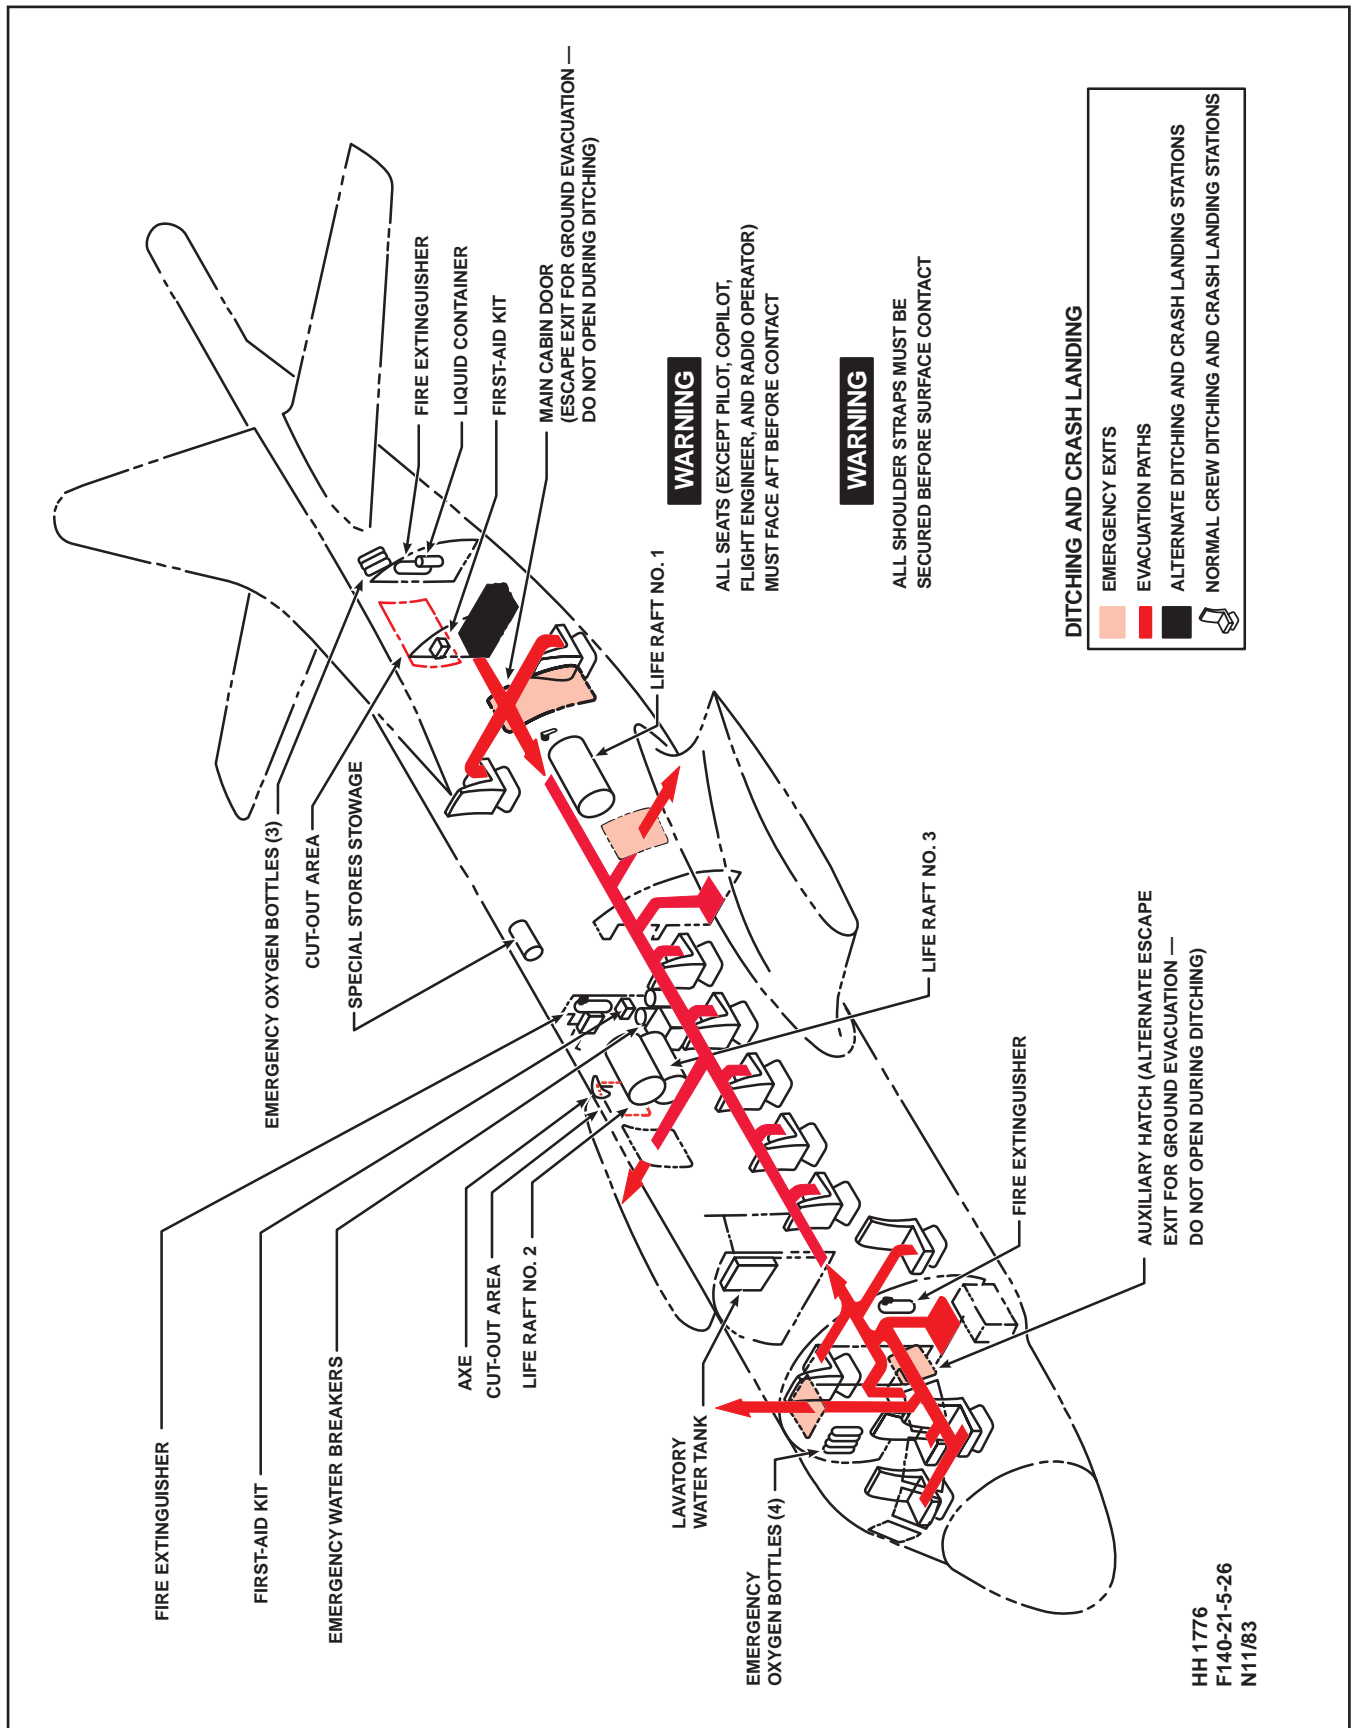 FIRE EXTINGUISHER
FIRST-AID KIT
EMERGENCY WATER BREAKERS
EMERGENCY OXYGEN BOTTLES (3)
CUT-OUT AREA
SPECIAL STORES STOWAGE
AXE
CUT-OUT AREA
LIFE RAFT NO. 2
LAVATORY
WATER TANK
EMERGENCY
OXYGEN BOTTLES (4)
FIRE EXTINGUISHER
LIQUID CONTAINER
FIRST-AID KIT
MAIN CABIN DOOR
(ESCAPE EXIT FOR GROUND EVACUATION —
DO NOT OPEN DURING DITCHING)
LIFE RAFT NO. 1
WARNING
ALL SEATS (EXCEPT PILOT, COPILOT,
FLIGHT ENGINEER, AND RADIO OPERATOR)
MUST FACE AFT BEFORE CONTACT
WARNING
ALL SHOULDER STRAPS MUST BE
SECURED BEFORE SURFACE CONTACT
LIFE RAFT NO. 3
FIRE EXTINGUISHER
AUXILIARY HATCH (ALTERNATE ESCAPE
EXIT FOR GROUND EVACUATION —
DO NOT OPEN DURING DITCHING)
DITCHING AND CRASH LANDING
EMERGENCY EXITS
EVACUATION PATHS
ALTERNATE DITCHING AND CRASH LANDING STATIONS
NORMAL CREW DITCHING AND CRASH LANDING STATIONS
HH 1776
F140-21-5-26
N11/83